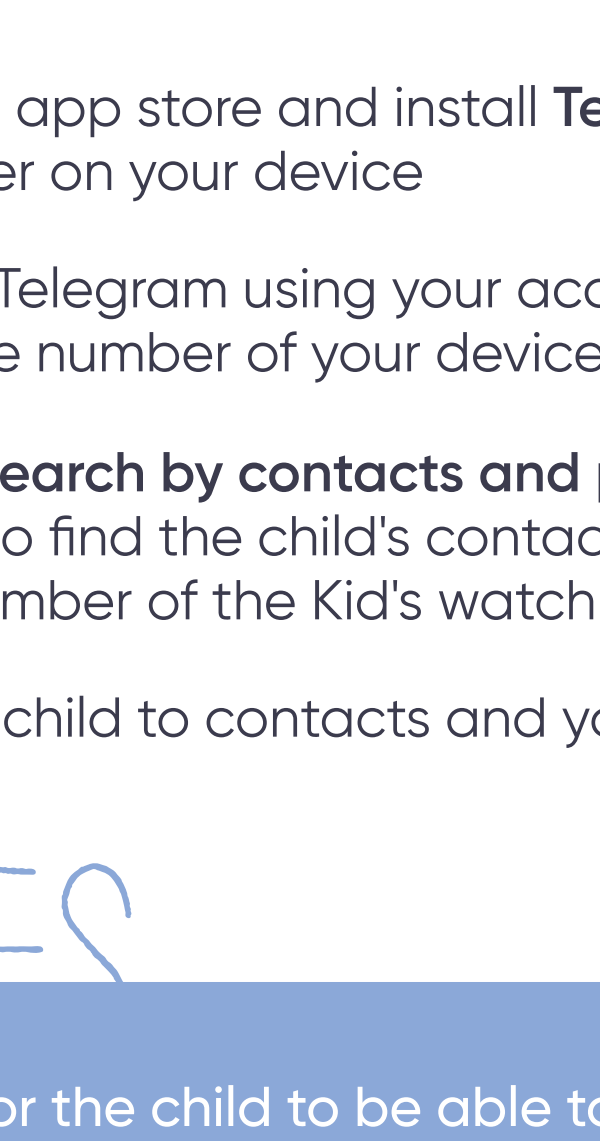 app store and install Te
er on your device
Telegram using your acc
e number of your device
earch by contacts and
o find the child's contac
mber of the Kid's watch
child to contacts and yo
ES
or the child to be able to